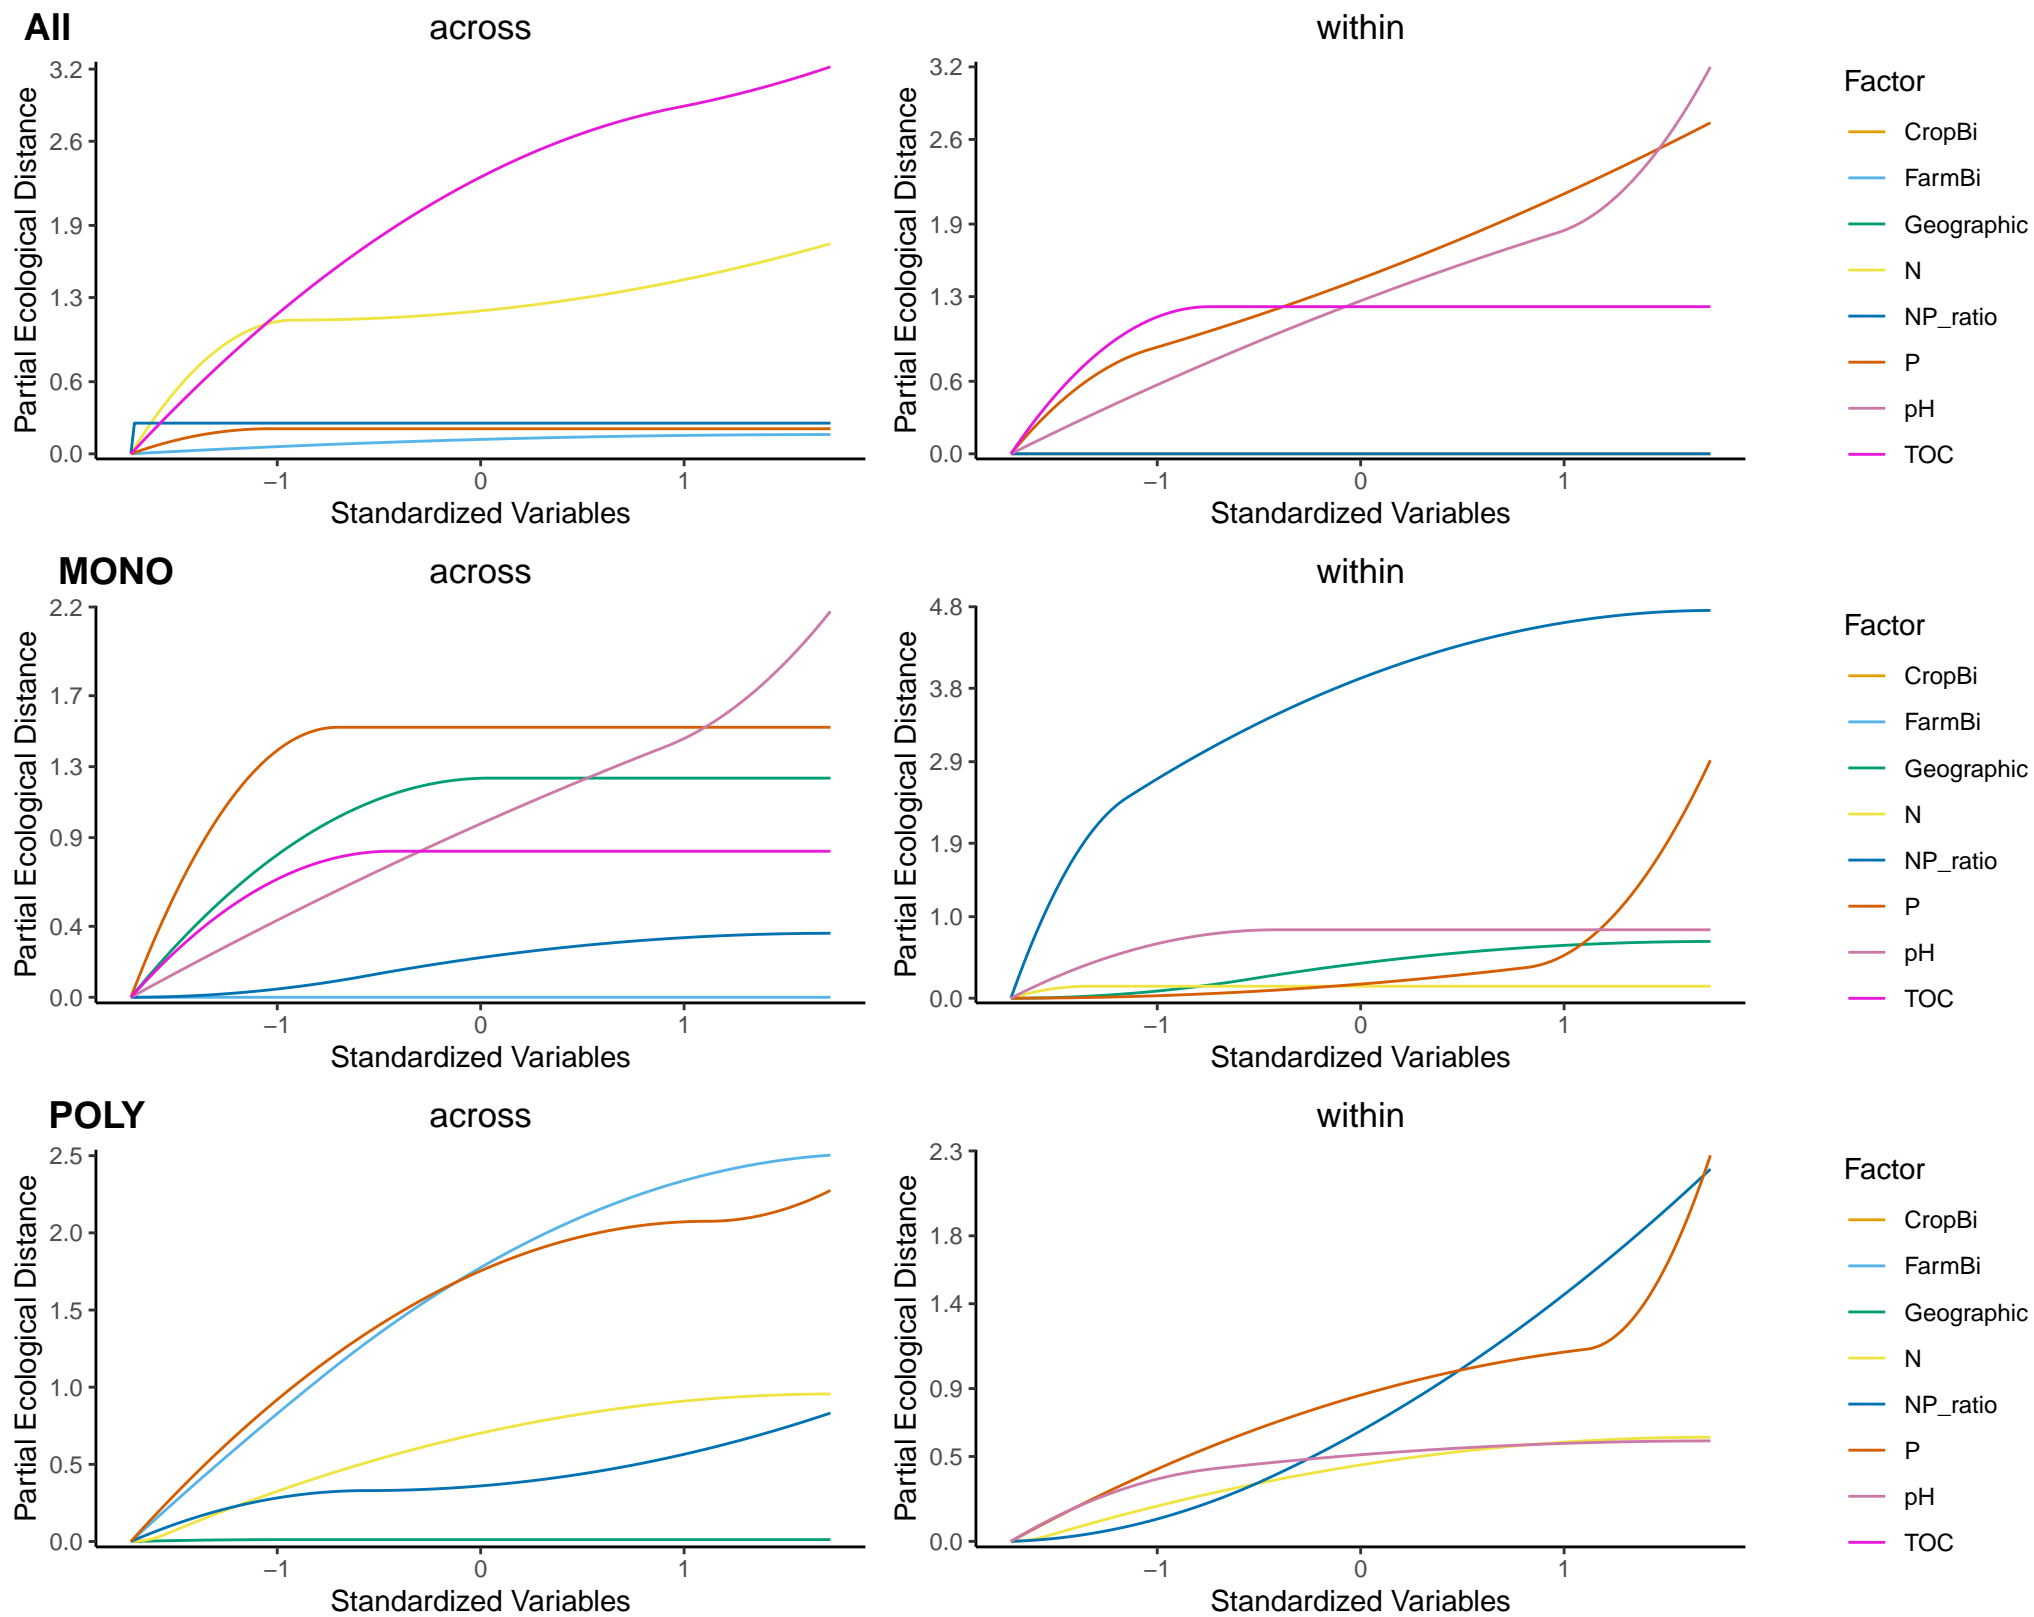 All
across
within
Partial Ecological Distance
3.2
2.6
1.9
1.3
0.6
0.0
−1
0
1
Standardized Variables
Partial Ecological Distance
3.2
2.6
1.9
1.3
0.6
0.0
−1
0
1
Standardized Variables
Factor
CropBi
FarmBi
Geographic
N
NP_ratio
P
pH
TOC
MONO
across
within
Partial Ecological Distance
2.2
1.7
1.3
0.9
0.4
0.0
−1
0
1
Standardized Variables
Partial Ecological Distance
4.8
3.8
2.9
1.9
1.0
0.0
−1
0
1
Standardized Variables
Factor
CropBi
FarmBi
Geographic
N
NP_ratio
P
pH
TOC
POLY
across
within
Partial Ecological Distance
2.5
2.0
1.5
1.0
0.5
0.0
−1
0
1
Standardized Variables
Partial Ecological Distance
2.3
1.8
1.4
0.9
0.5
0.0
−1
0
1
Standardized Variables
Factor
CropBi
FarmBi
Geographic
N
NP_ratio
P
pH
TOC